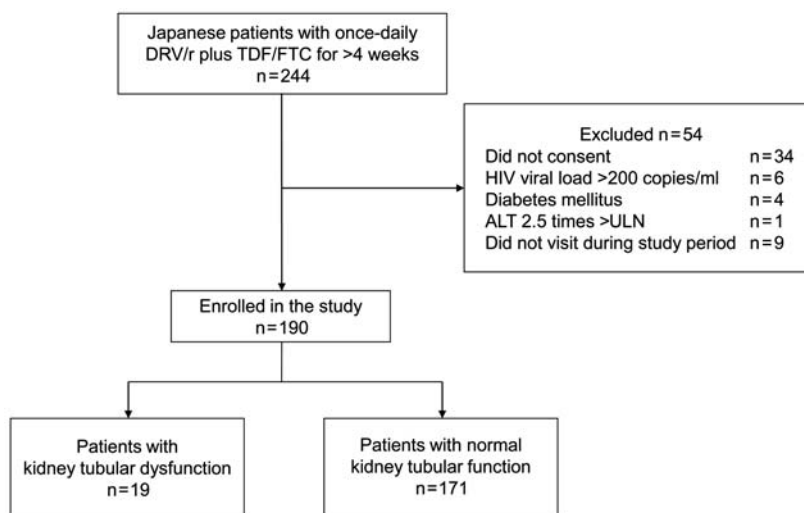 Japanese patients with once-daily
DRV/r plus TDF/FTC for >4 weeks
n=244
Excluded n=54
Did not consent n=34
HIV viral load >200 copies/ml n=6
Diabetes mellitus n=4
ALT 2.5 times >ULN n=1
Did not visit during study period n=9
Enrolled in the study
n=190
Patients with
kidney tubular dysfunction
n=19
Patients with normal
kidney tubular function
n=171